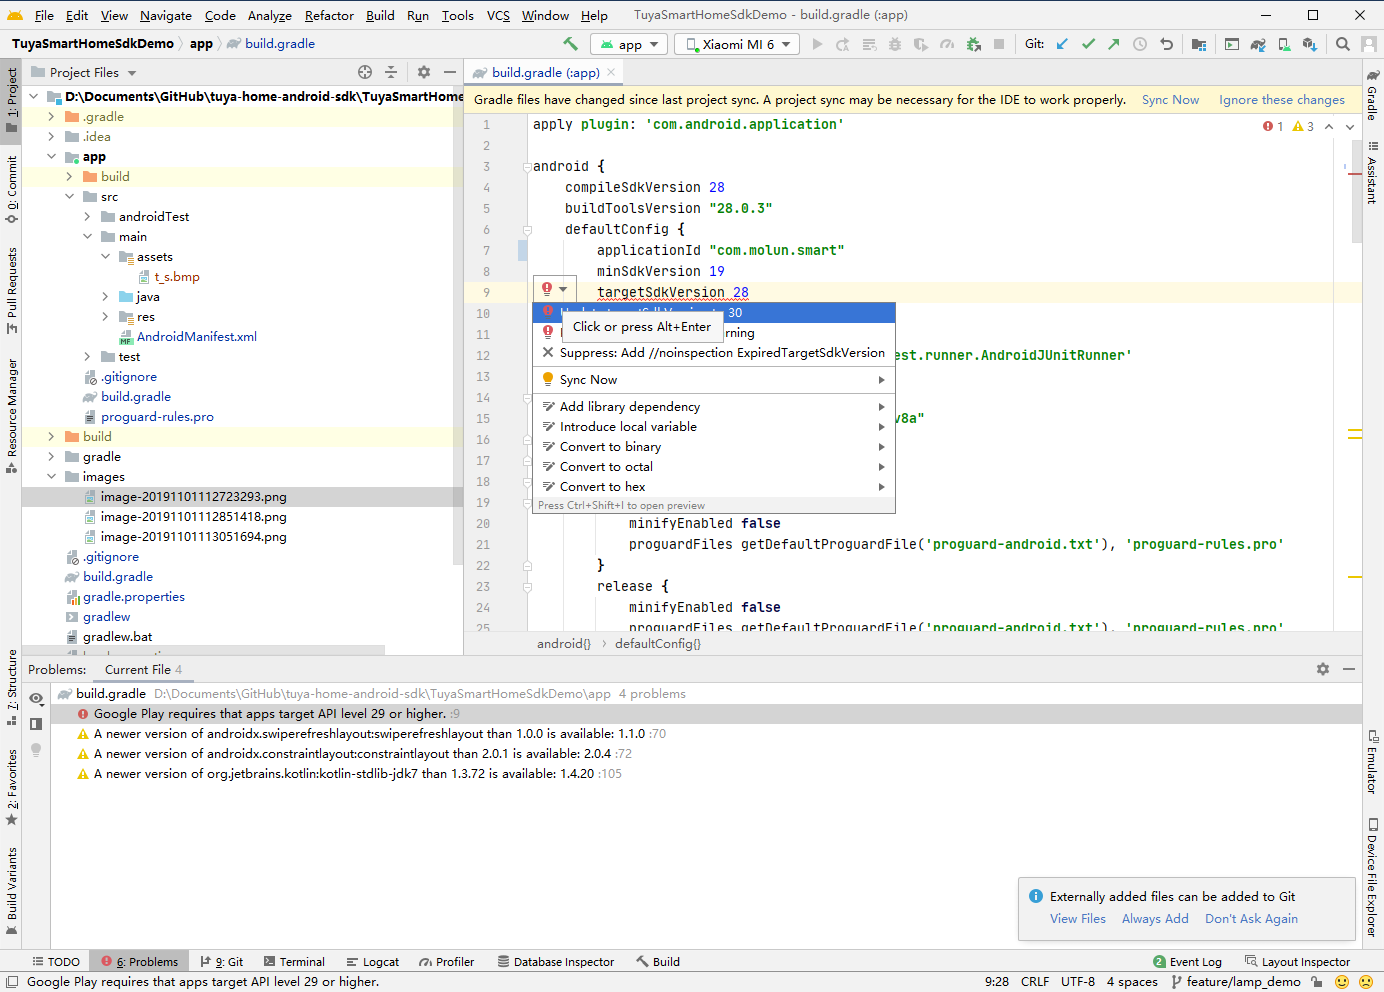 File Edit View Navigate Code Analyze Refactor Build Run Tools VCS Window Help TuyaSmartHomeSdkDemo - build.gradle (:app)
TuyaSmartHomeSdkDemo app build.gradle app Xiaomi MI 6 Git:
Project Files
build.gradle (:app)
1: Project
0: Commit
Pull Requests
Resource Manager
7: Structure
2: Favorites
Build Variants
D:\Documents\GitHub\tuya-home-android-sdk\TuyaSmartHome
.gradle
.idea
app
build
src
androidTest
main
assets
t_s.bmp
java
res
AndroidManifest.xml
test
.gitignore
build.gradle
proguard-rules.pro
build
gradle
images
image-20191101112723293.png
image-20191101112851418.png
image-20191101113051694.png
.gitignore
build.gradle
gradle.properties
gradlew
gradlew.bat
Gradle files have changed since last project sync. A project sync may be necessary for the IDE to work properly. Sync Now Ignore these changes
1 3
1 apply plugin: 'com.android.application'
2
3 android {
4 compileSdkVersion 28
5 buildToolsVersion "28.0.3"
6 defaultConfig {
7 applicationId "com.molun.smart"
8 minSdkVersion 19
9 targetSdkVersion 28
10 30
Click or press Alt+Enter
11 rning
Suppress: Add //noinspection ExpiredTargetSdkVersion
12 est.runner.AndroidJUnitRunner'
13
Sync Now
14
Add library dependency
15 v8a"
Introduce local variable
16
Convert to binary
17
Convert to octal
18
Convert to hex
19
Press Ctrl+Shift+I to open preview
20 minifyEnabled false
21 proguardFiles getDefaultProguardFile('proguard-android.txt'), 'proguard-rules.pro'
22 }
23 release {
24 minifyEnabled false
25 proguardFiles getDefaultProguardFile('proguard-android.txt'), 'proguard-rules.pro'
android{} defaultConfig{}
Gradle
Assistant
Emulator
Device File Explorer
Problems: Current File 4
build.gradle D:\Documents\GitHub\tuya-home-android-sdk\TuyaSmartHomeSdkDemo\app 4 problems
Google Play requires that apps target API level 29 or higher. :9
A newer version of androidx.swiperefreshlayout:swiperefreshlayout than 1.0.0 is available: 1.1.0 :70
A newer version of androidx.constraintlayout:constraintlayout than 2.0.1 is available: 2.0.4 :72
A newer version of org.jetbrains.kotlin:kotlin-stdlib-jdk7 than 1.3.72 is available: 1.4.20 :105
Externally added files can be added to Git
View Files Always Add Don't Ask Again
TODO 6: Problems 9: Git Terminal Logcat Profiler Database Inspector Build 2 Event Log Layout Inspector
Google Play requires that apps target API level 29 or higher. 9:28 CRLF UTF-8 4 spaces feature/lamp_demo